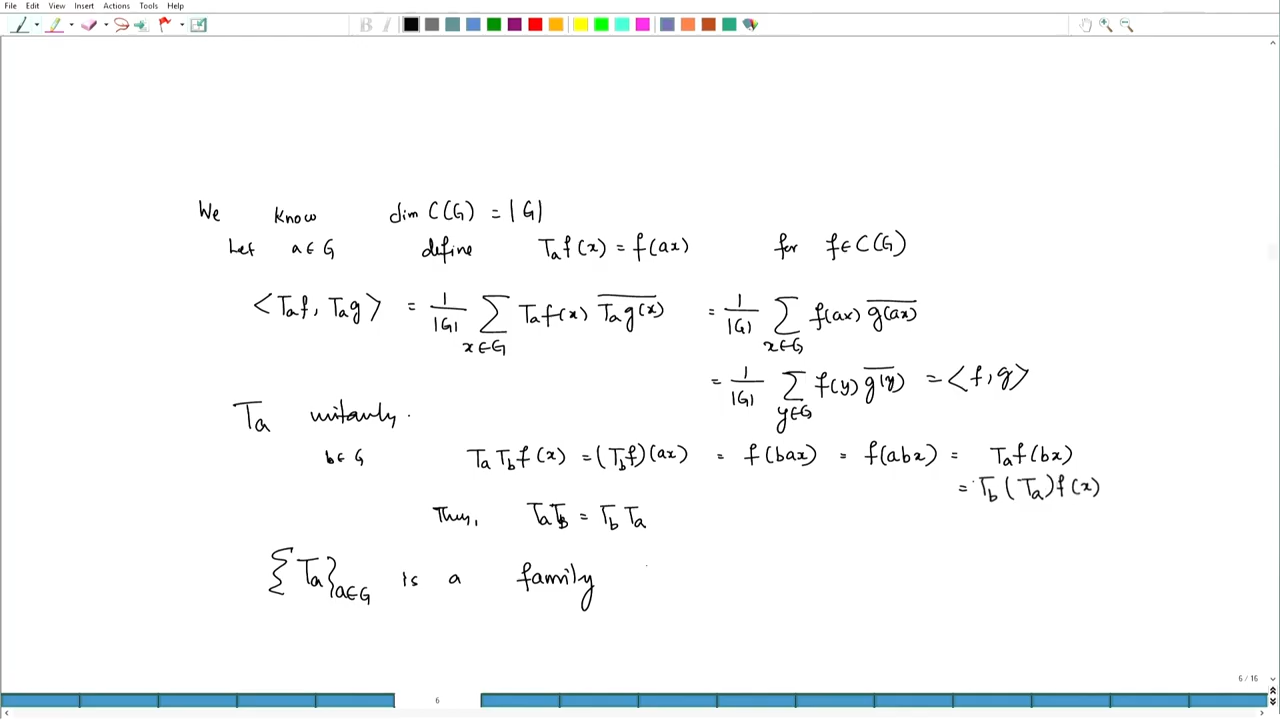 File Edit View Insert Actions Tools Help
B I
We know dim C(G) = |G|
Let a∈G define Taf(x) = f(ax) for f∈C(G)
<Taf, Tag> = 1/|G| ∑_{x∈G} Taf(x) \overline{Tag(x)} = 1/|G| ∑_{x∈G} f(ax) \overline{g(ax)}
= 1/|G| ∑_{y∈G} f(y) \overline{g(y)} = <f,g>
Ta unitary.
b∈G TaTbf(x) = (Tbf)(ax) = f(bax) = f(abx) = Taf(bx)
= Tb(Ta)f(x)
Thus, TaTb = TbTa
{Ta}_{a∈G} is a family
6 / 16
6